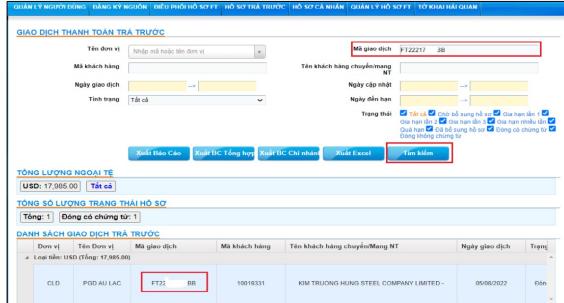 QUẢN LÝ NGƯỜI DÙNG ĐĂNG KÝ NGUỒN ĐIỀU PHỐI HỒ SƠ FT HỒ SƠ TRẢ TRƯỚC HỒ SƠ CÁ NHÂN QUẢN LÝ HỒ SƠ FT TỜ KHAI HẢI QUAN
GIAO DỊCH THANH TOÁN TRẢ TRƯỚC
Tên đơn vị Nhập mã hoặc tên đơn vị Mã giao dịch FT22217 3B
Mã khách hàng Tên khách hàng chuyển/mang NT
Ngày giao dịch --> Ngày cập nhật -->
Tình trạng Tất cả Ngày đến hạn -->
Trạng thái Tất cả Chờ bổ sung hồ sơ Gia hạn lần 1
Gia hạn lần 2 Gia hạn lần 3 Gia hạn nhiều lần
Quá hạn Đã bổ sung hồ sơ Đóng có chứng từ
Đóng không chứng từ
Xuất Báo Cáo Xuất BC Tổng hợp Xuất BC Chi nhánh Xuất Excel Tìm kiếm
TỔNG LƯỢNG NGOẠI TỆ
USD: 17,985.00 Tất cả
TỔNG SỐ LƯỢNG TRẠNG THÁI HỒ SƠ
Tổng: 1 Đóng có chứng từ: 1
DANH SÁCH GIAO DỊCH TRẢ TRƯỚC
Đơn vị Tên Đơn vị Mã giao dịch Mã khách hàng Tên khách hàng chuyển/Mang NT Ngày giao dịch Trạng
Loại tiền: USD (Tổng: 17,985.00)
CLD PGD AU LAC FT22 BB 10019331 KIM TRUONG HUNG STEEL COMPANY LIMITED - 05/08/2022 Đón